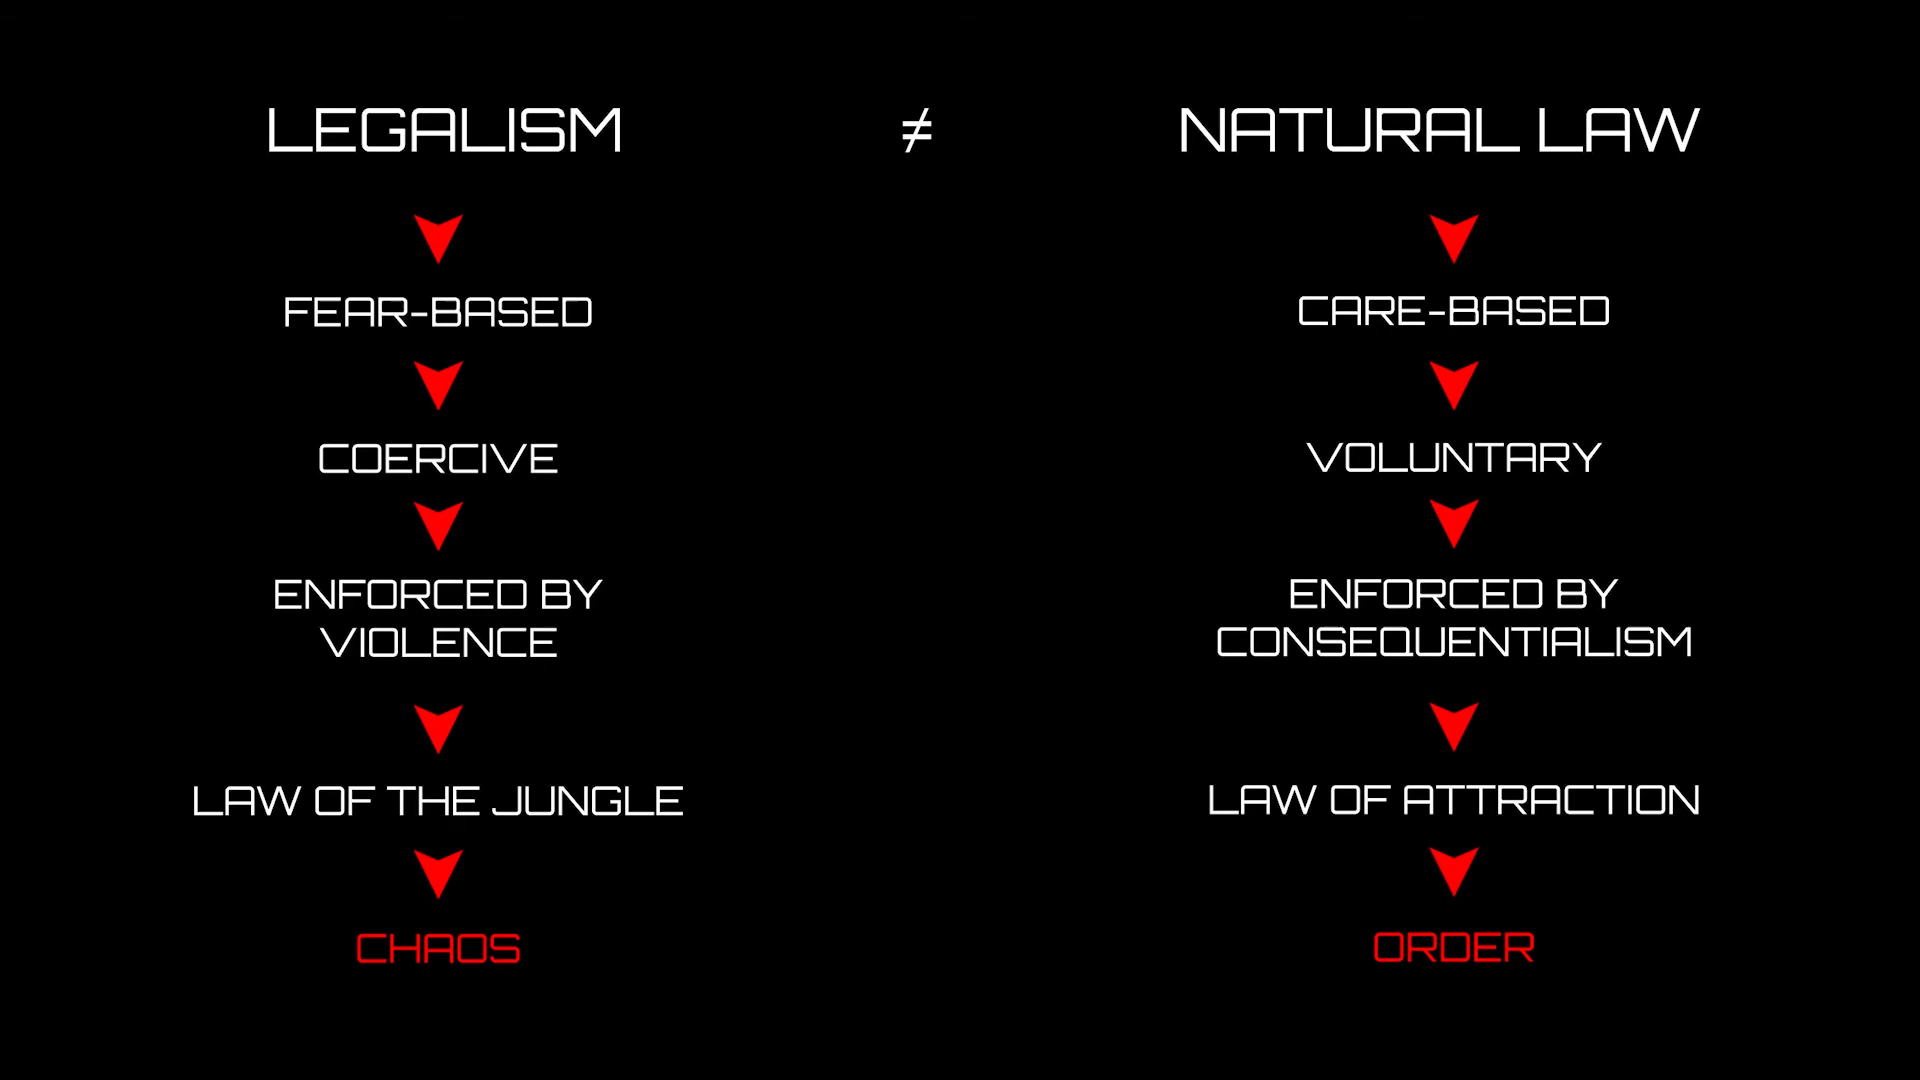 LEGALISM ≠ NATURAL LAW
FEAR-BASED
CARE-BASED
COERCIVE
VOLUNTARY
ENFORCED BY
VIOLENCE
ENFORCED BY
CONSEQUENTIALISM
LAW OF THE JUNGLE
LAW OF ATTRACTION
CHAOS
ORDER